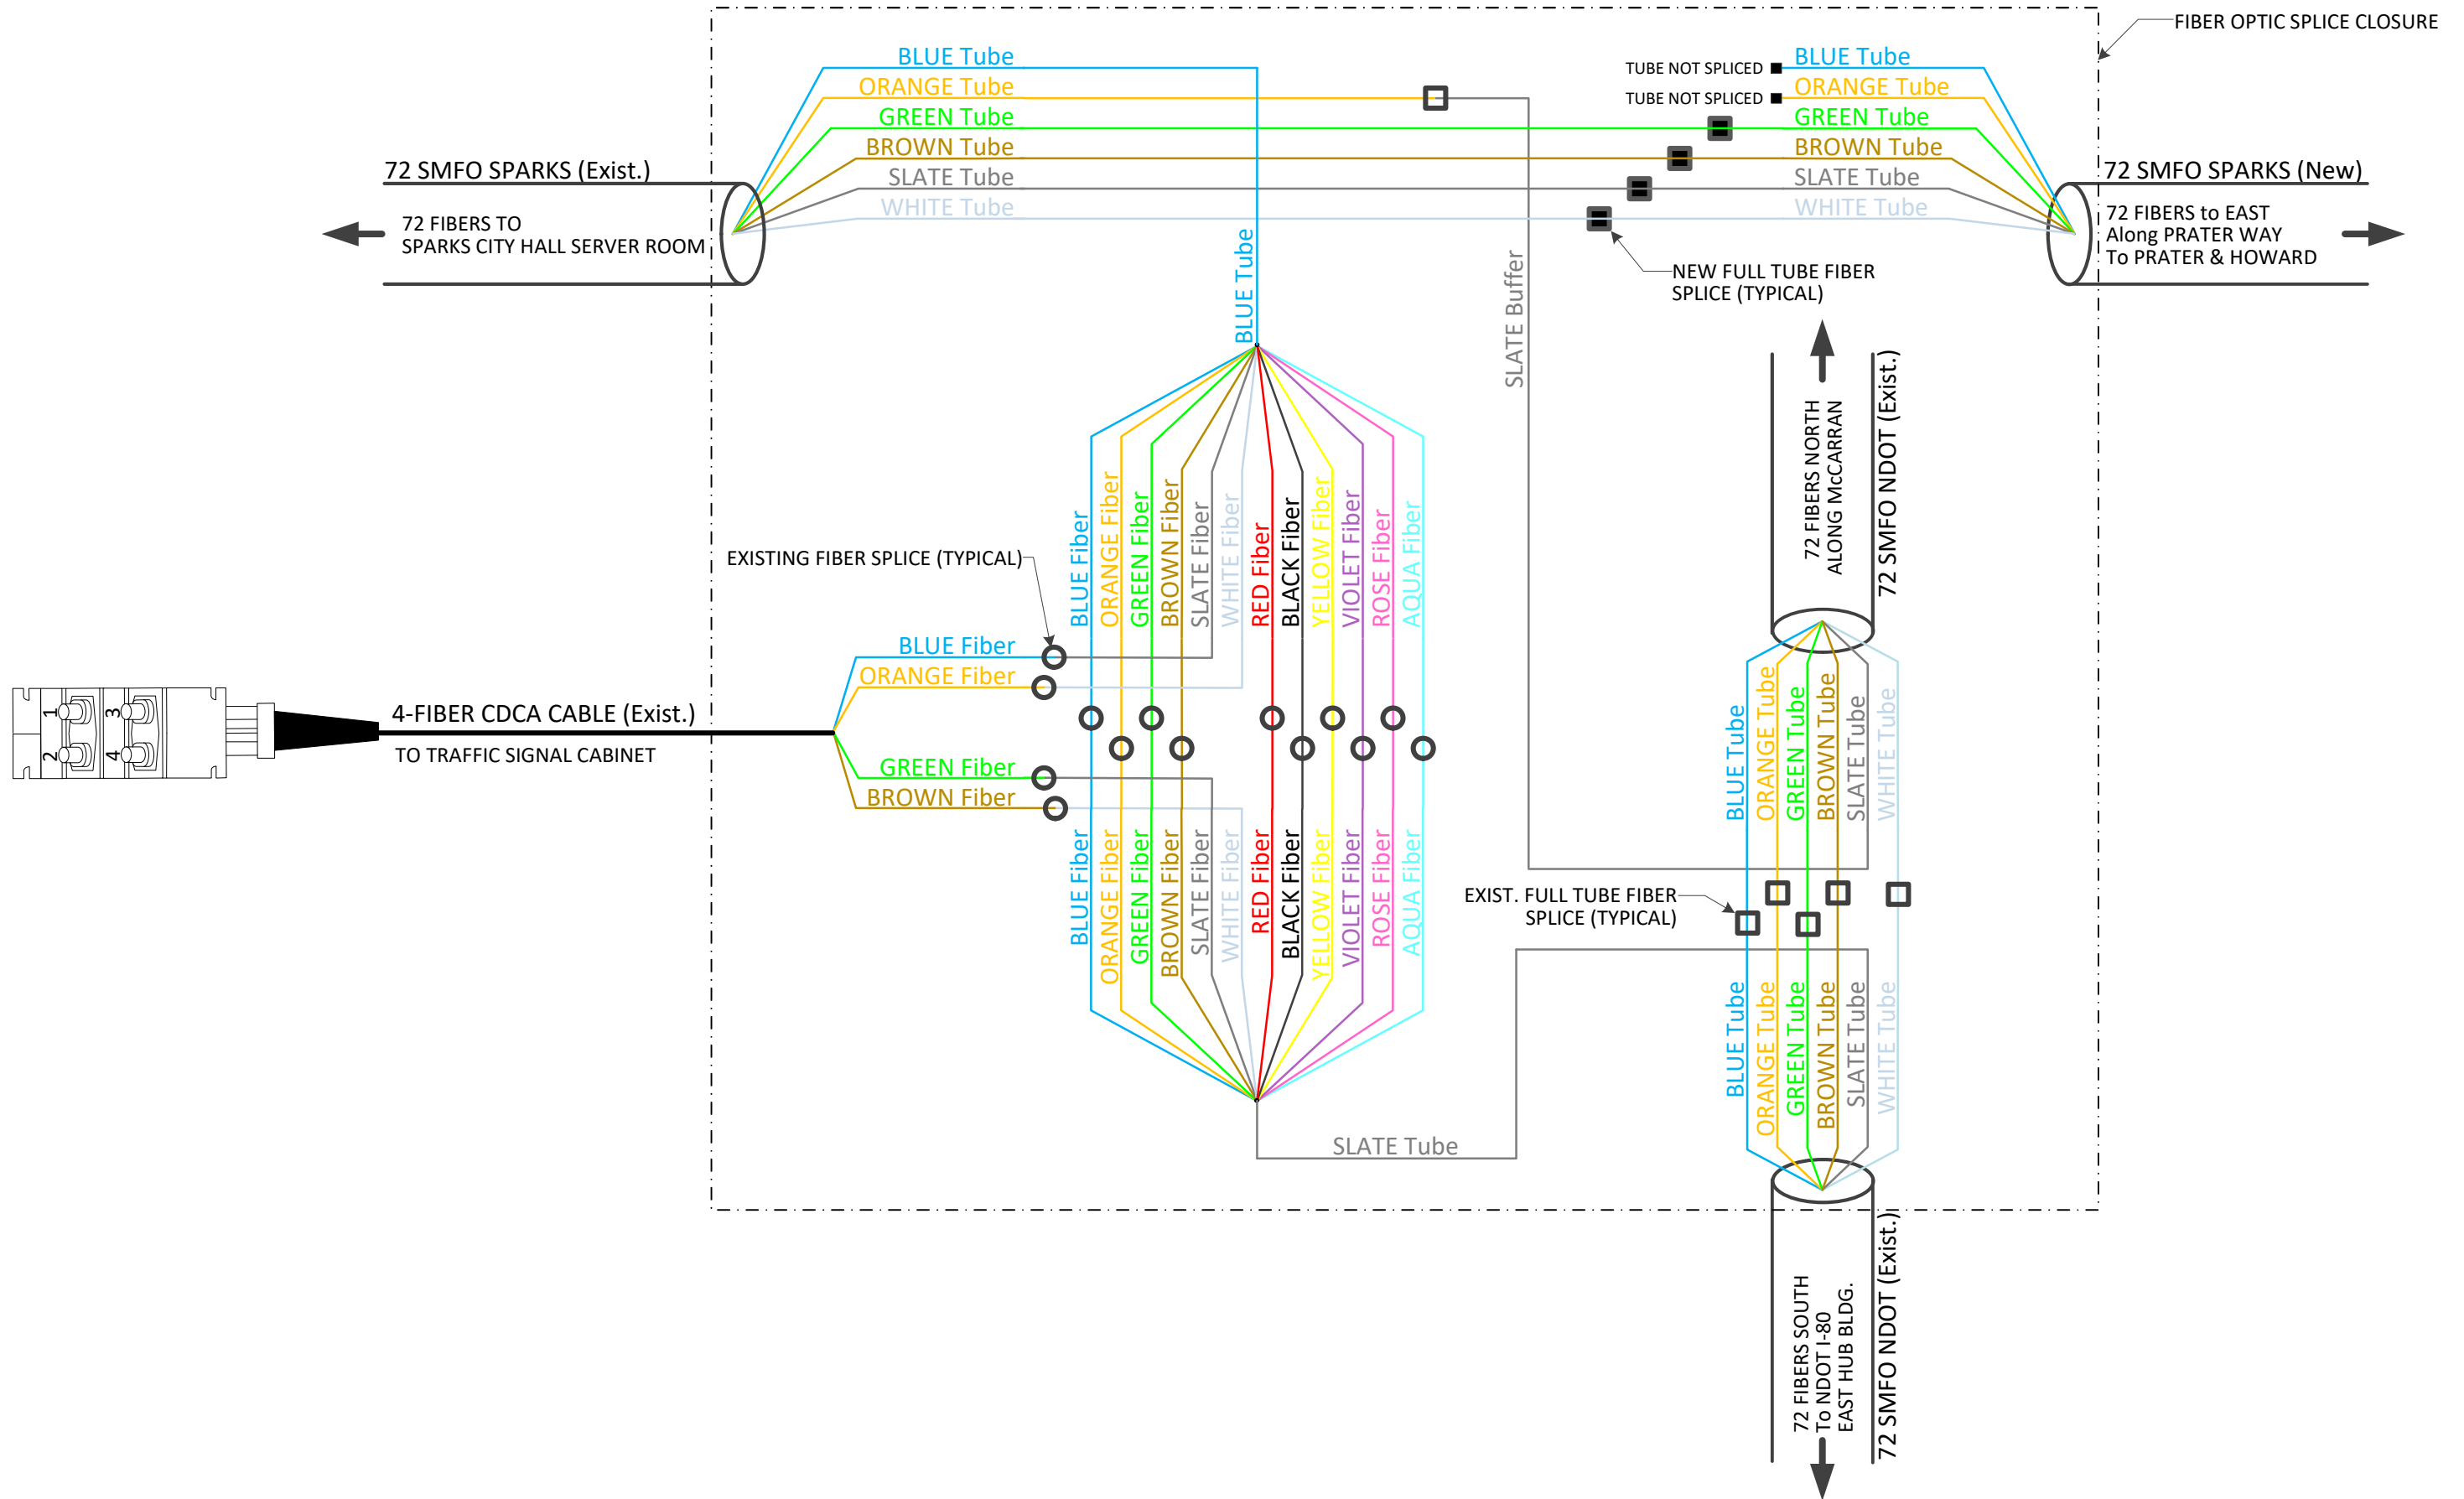 FIBER OPTIC SPLICE CLOSURE
BLUE Tube
ORANGE Tube
GREEN Tube
BROWN Tube
SLATE Tube
WHITE Tube
TUBE NOT SPLICED
TUBE NOT SPLICED
BLUE Tube
ORANGE Tube
GREEN Tube
BROWN Tube
SLATE Tube
WHITE Tube
72 SMFO SPARKS (Exist.)
72 FIBERS TO
SPARKS CITY HALL SERVER ROOM
72 SMFO SPARKS (New)
72 FIBERS to EAST
Along PRATER WAY
To PRATER & HOWARD
NEW FULL TUBE FIBER
SPLICE (TYPICAL)
BLUE Tube
SLATE Buffer
72 FIBERS NORTH
ALONG McCARRAN
72 SMFO NDOT (Exist.)
EXISTING FIBER SPLICE (TYPICAL)
BLUE Fiber
ORANGE Fiber
GREEN Fiber
BROWN Fiber
SLATE Fiber
WHITE Fiber
RED Fiber
BLACK Fiber
YELLOW Fiber
VIOLET Fiber
ROSE Fiber
AQUA Fiber
BLUE Fiber
ORANGE Fiber
GREEN Fiber
BROWN Fiber
1
2
3
4
4-FIBER CDCA CABLE (Exist.)
TO TRAFFIC SIGNAL CABINET
BLUE Tube
ORANGE Tube
GREEN Tube
BROWN Tube
SLATE Tube
WHITE Tube
BLUE Fiber
ORANGE Fiber
GREEN Fiber
BROWN Fiber
SLATE Fiber
WHITE Fiber
RED Fiber
BLACK Fiber
YELLOW Fiber
VIOLET Fiber
ROSE Fiber
AQUA Fiber
EXIST. FULL TUBE FIBER
SPLICE (TYPICAL)
BLUE Tube
ORANGE Tube
GREEN Tube
BROWN Tube
SLATE Tube
WHITE Tube
SLATE Tube
72 FIBERS SOUTH
To NDOT I-80
EAST HUB BLDG.
72 SMFO NDOT (Exist.)